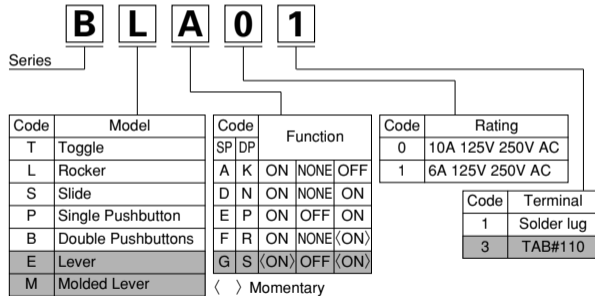 B L A 0 1
Series
Code Model
T Toggle
L Rocker
S Slide
P Single Pushbutton
B Double Pushbuttons
E Lever
M Molded Lever
Code Function
SP DP
A K ON NONE OFF
D N ON NONE ON
E P ON OFF ON
F R ON NONE 〈ON〉
G S 〈ON〉 OFF 〈ON〉
〈 〉 Momentary
Code Rating
0 10A 125V 250V AC
1 6A 125V 250V AC
Code Terminal
1 Solder lug
3 TAB#110